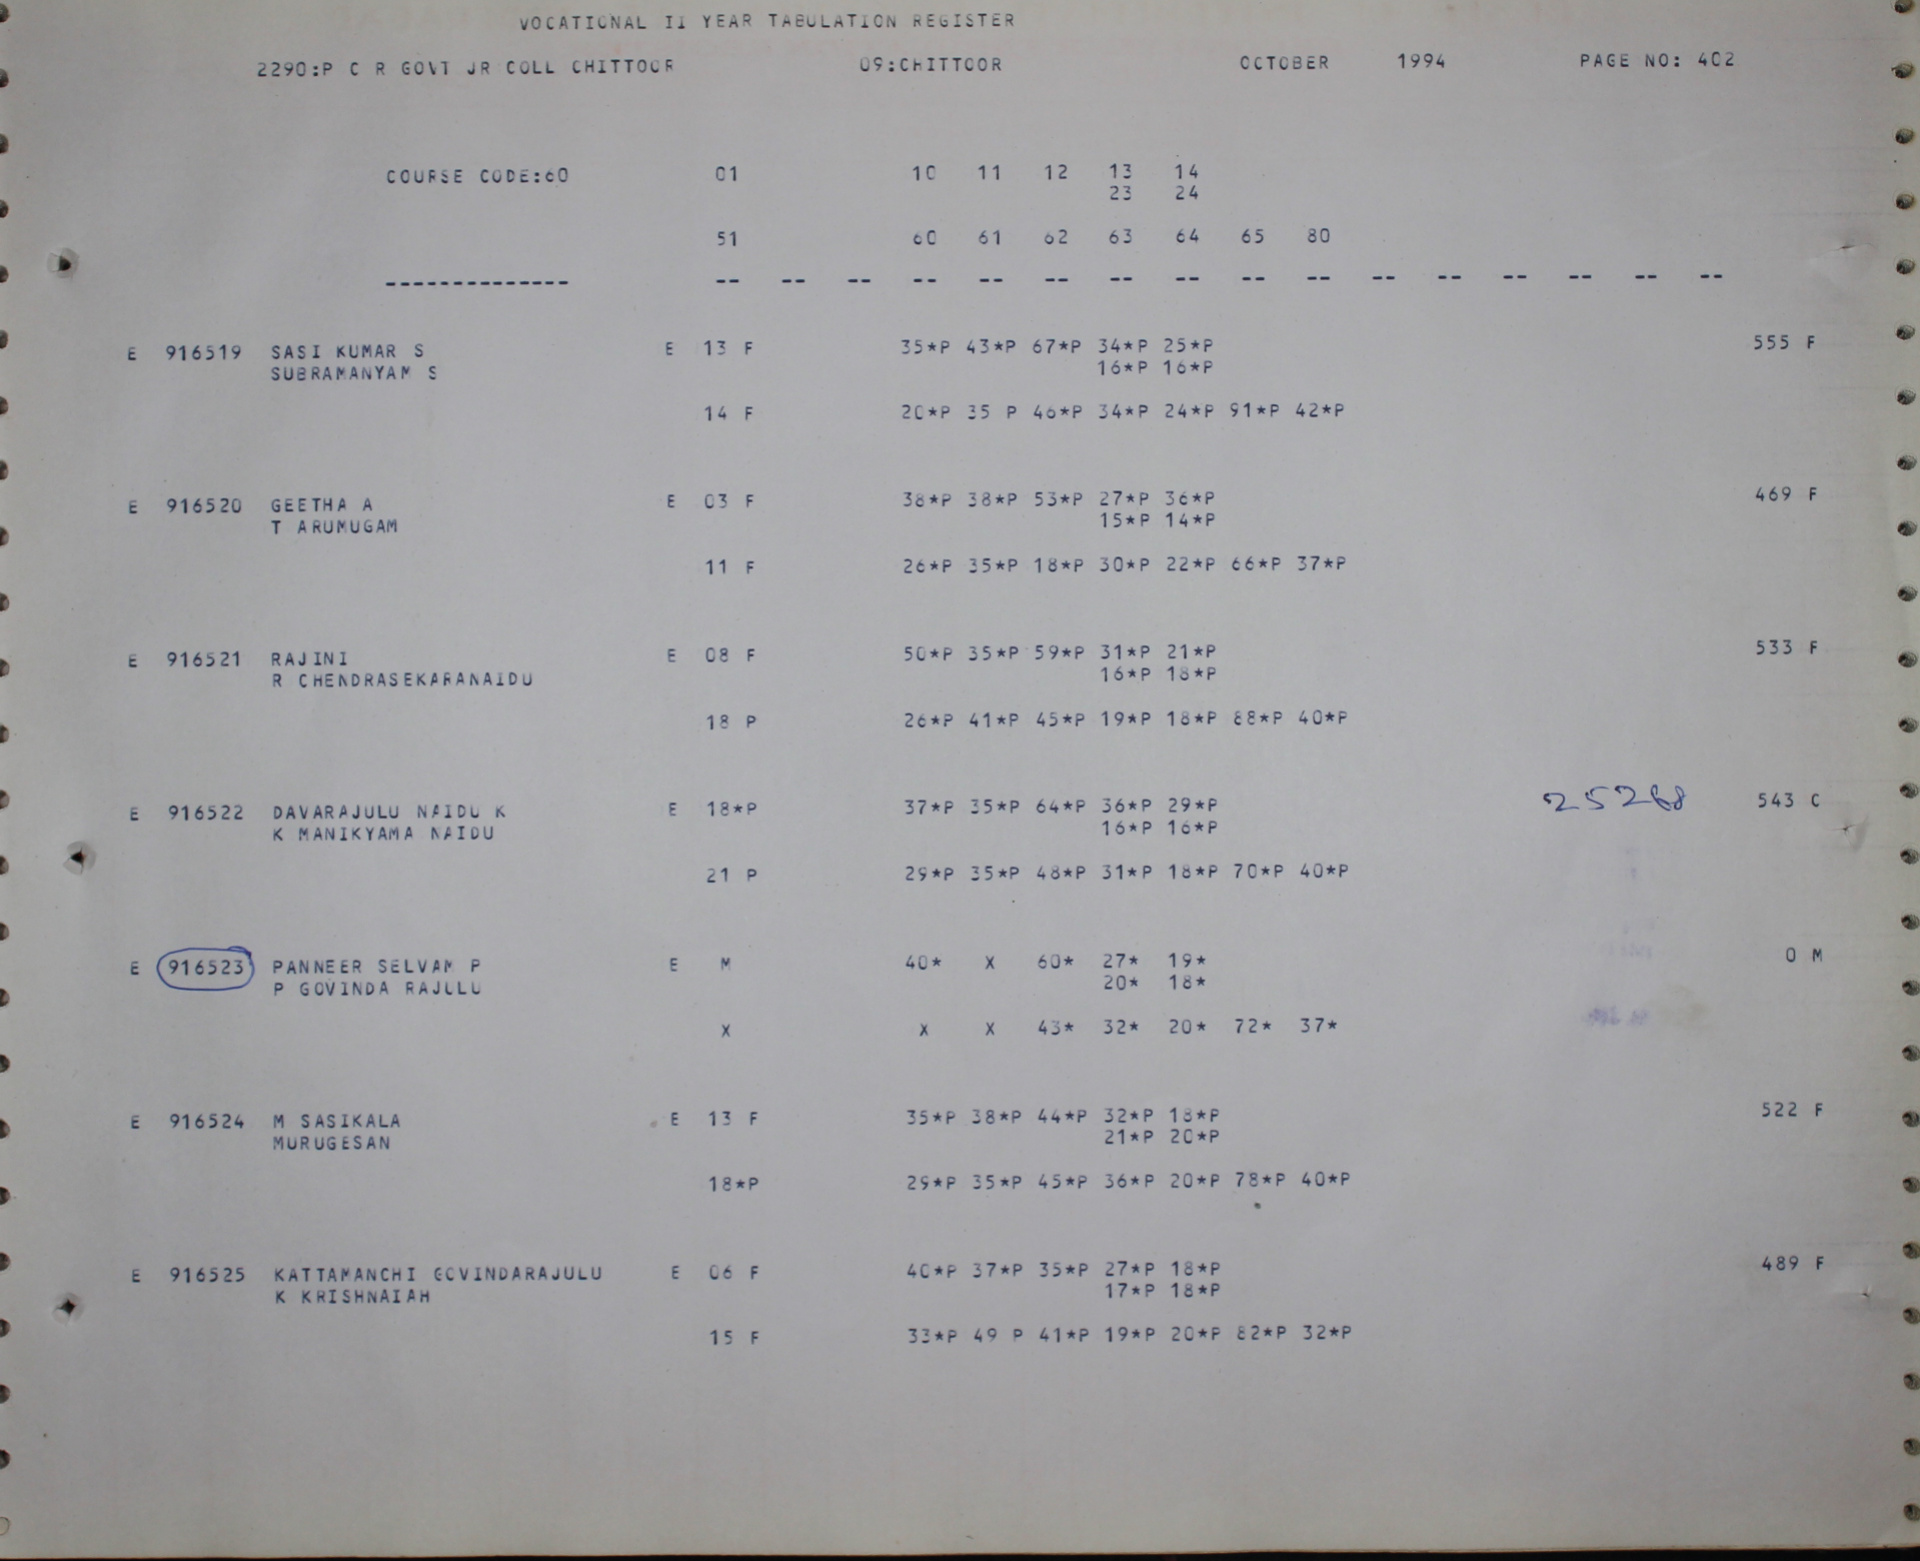 VOCATIONAL II YEAR TABULATION REGISTER
2290:P C R GOVT JR COLL CHITTOOR 09:CHITTOOR OCTOBER 1994 PAGE NO: 402
COURSE CODE:60 01 10 11 12 13 14
23 24
51 60 61 62 63 64 65 80
-------------- -- -- -- -- -- -- -- -- -- -- -- -- -- -- -- --
E 916519 SASI KUMAR S E 13 F 35*P 43*P 67*P 34*P 25*P 555 F
SUBRAMANYAM S 16*P 16*P
14 F 20*P 35 P 46*P 34*P 24*P 91*P 42*P
E 916520 GEETHA A E 03 F 38*P 38*P 53*P 27*P 36*P 469 F
T ARUMUGAM 15*P 14*P
11 F 26*P 35*P 18*P 30*P 22*P 66*P 37*P
E 916521 RAJINI E 08 F 50*P 35*P 59*P 31*P 21*P 533 F
R CHENDRASEKARANAIDU 16*P 18*P
18 P 26*P 41*P 45*P 19*P 18*P 88*P 40*P
E 916522 DAVARAJULU NAIDU K E 18*P 37*P 35*P 64*P 36*P 29*P 543 C
K MANIKYAMA NAIDU 16*P 16*P
21 P 29*P 35*P 48*P 31*P 18*P 70*P 40*P
E 916523 PANNEER SELVAM P E M 40* X 60* 27* 19* 0 M
P GOVINDA RAJULU 20* 18*
X X X 43* 32* 20* 72* 37*
E 916524 M SASIKALA E 13 F 35*P 38*P 44*P 32*P 18*P 522 F
MURUGESAN 21*P 20*P
18*P 29*P 35*P 45*P 36*P 20*P 78*P 40*P
E 916525 KATTAMANCHI GOVINDARAJULU E 06 F 40*P 37*P 35*P 27*P 18*P 489 F
K KRISHNAIAH 17*P 18*P
15 F 33*P 49 P 41*P 19*P 20*P 82*P 32*P